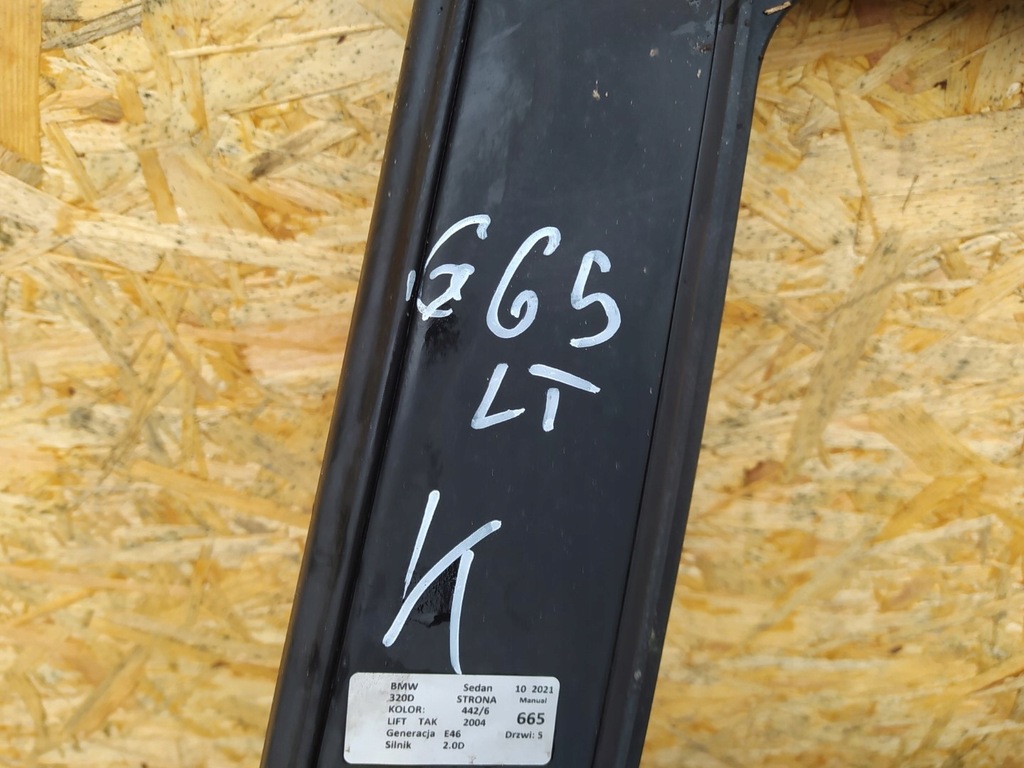 665
LT
K
BMW Sedan 10 2021
320D STRONA Manual
KOLOR: 442/6
LIFT TAK 2004 665
Generacja E46 Drzwi: 5
Silnik 2.0D